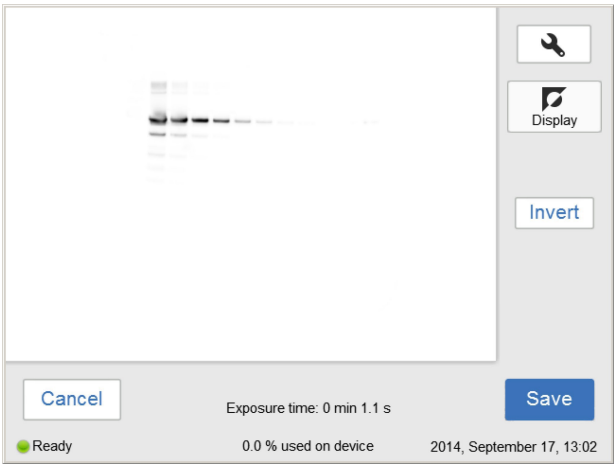 Display
Invert
Cancel
Exposure time: 0 min 1.1 s
Save
Ready
0.0 % used on device
2014, September 17, 13:02